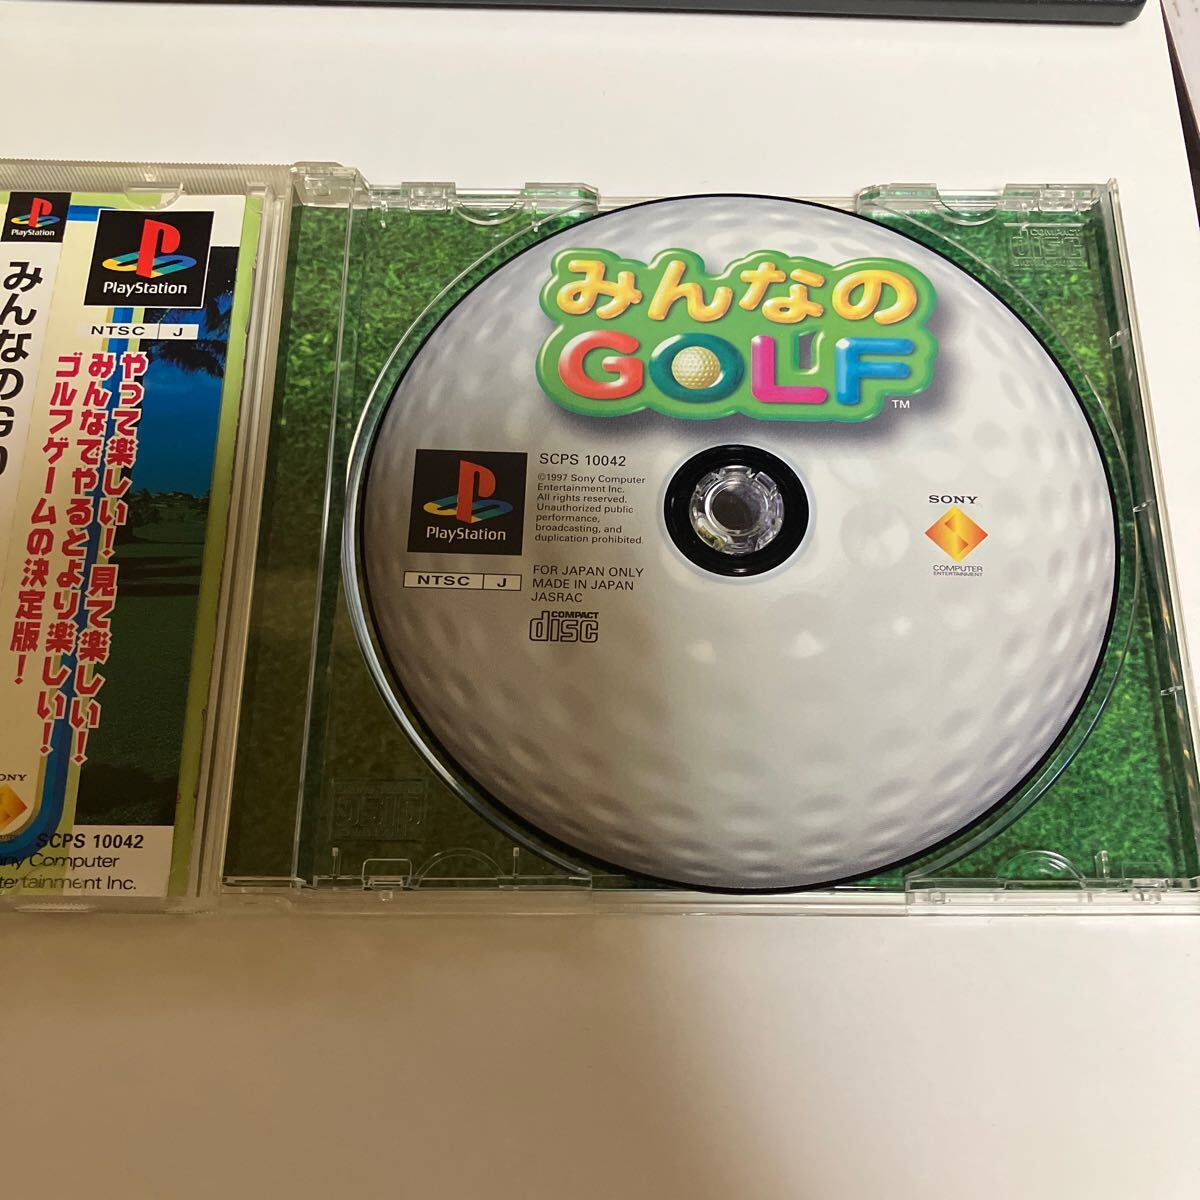 PlayStation
みんなのGO
PlayStation
NTSC J
やって楽しい！見て楽しい！
みんなでやるとより楽しい！
ゴルフゲームの決定版！
SCPS 10042
Computer
Inc.
みんなの
GOLF
TM
SCPS 10042
©1997 Sony Computer
Entertainment Inc.
All rights reserved.
Unauthorized public
performance,
broadcasting, and
duplication prohibited.
PlayStation
NTSC J
FOR JAPAN ONLY
MADE IN JAPAN
JASRAC
COMPACT
disc
SONY
COMPUTER
ENTERTAINMENT
COMPACT
disc